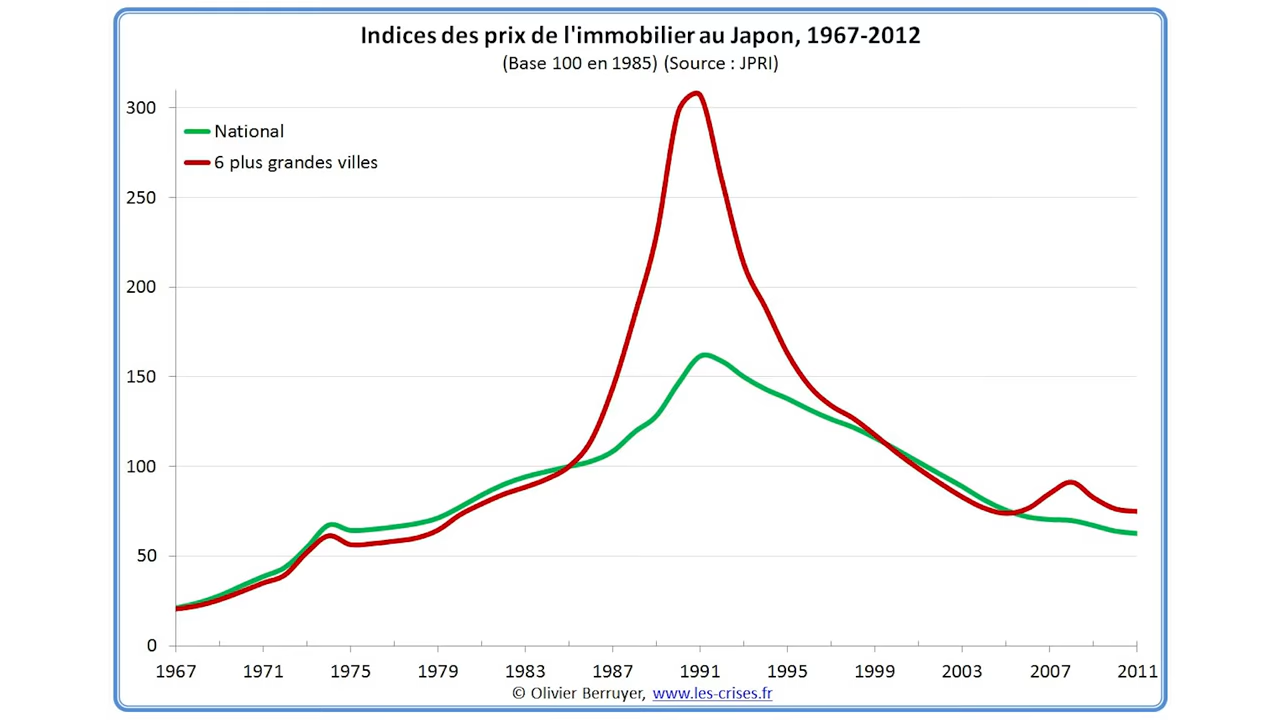 Indices des prix de l'immobilier au Japon, 1967-2012
(Base 100 en 1985) (Source : JPRI)
300
National
6 plus grandes villes
250
200
150
100
50
0
1967 1971 1975 1979 1983 1987 1991 1995 1999 2003 2007 2011
© Olivier Berruyer, www.les-crises.fr